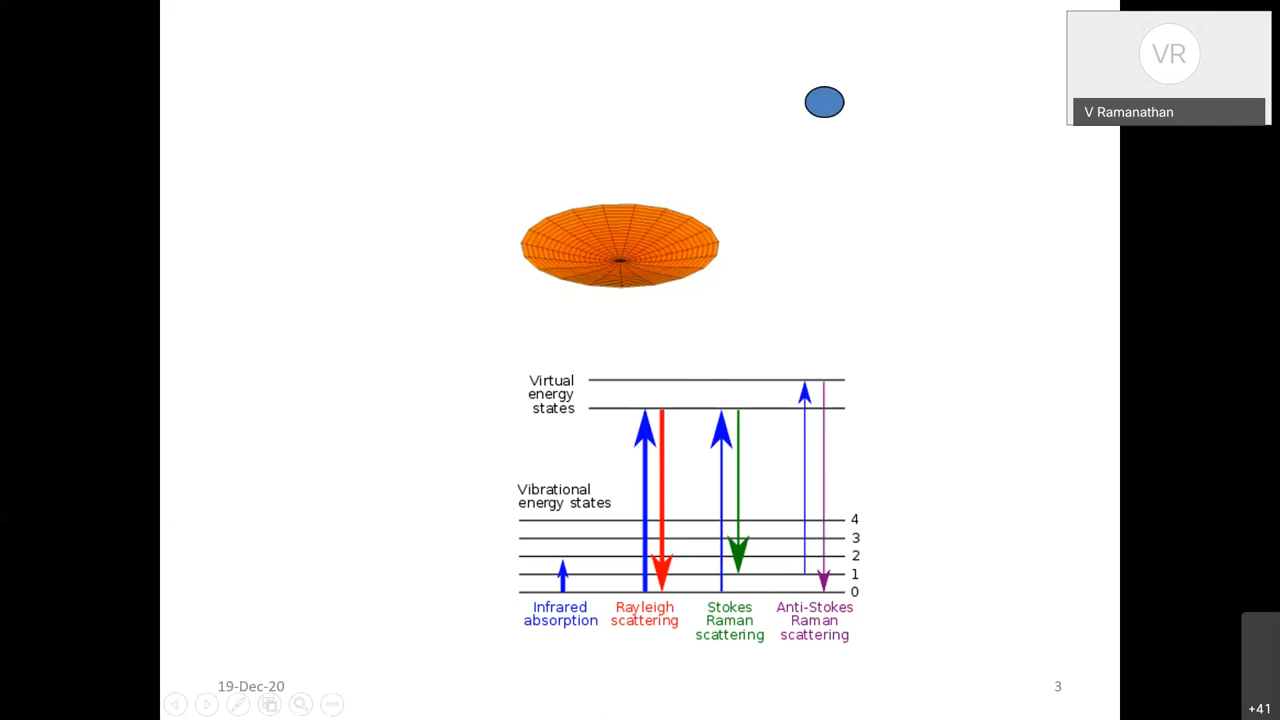 VR
V Ramanathan
Virtual
energy
states
Vibrational
energy states
4
3
2
1
0
Infrared
absorption
Rayleigh
scattering
Stokes
Raman
scattering
Anti-Stokes
Raman
scattering
19-Dec-20
3
+41